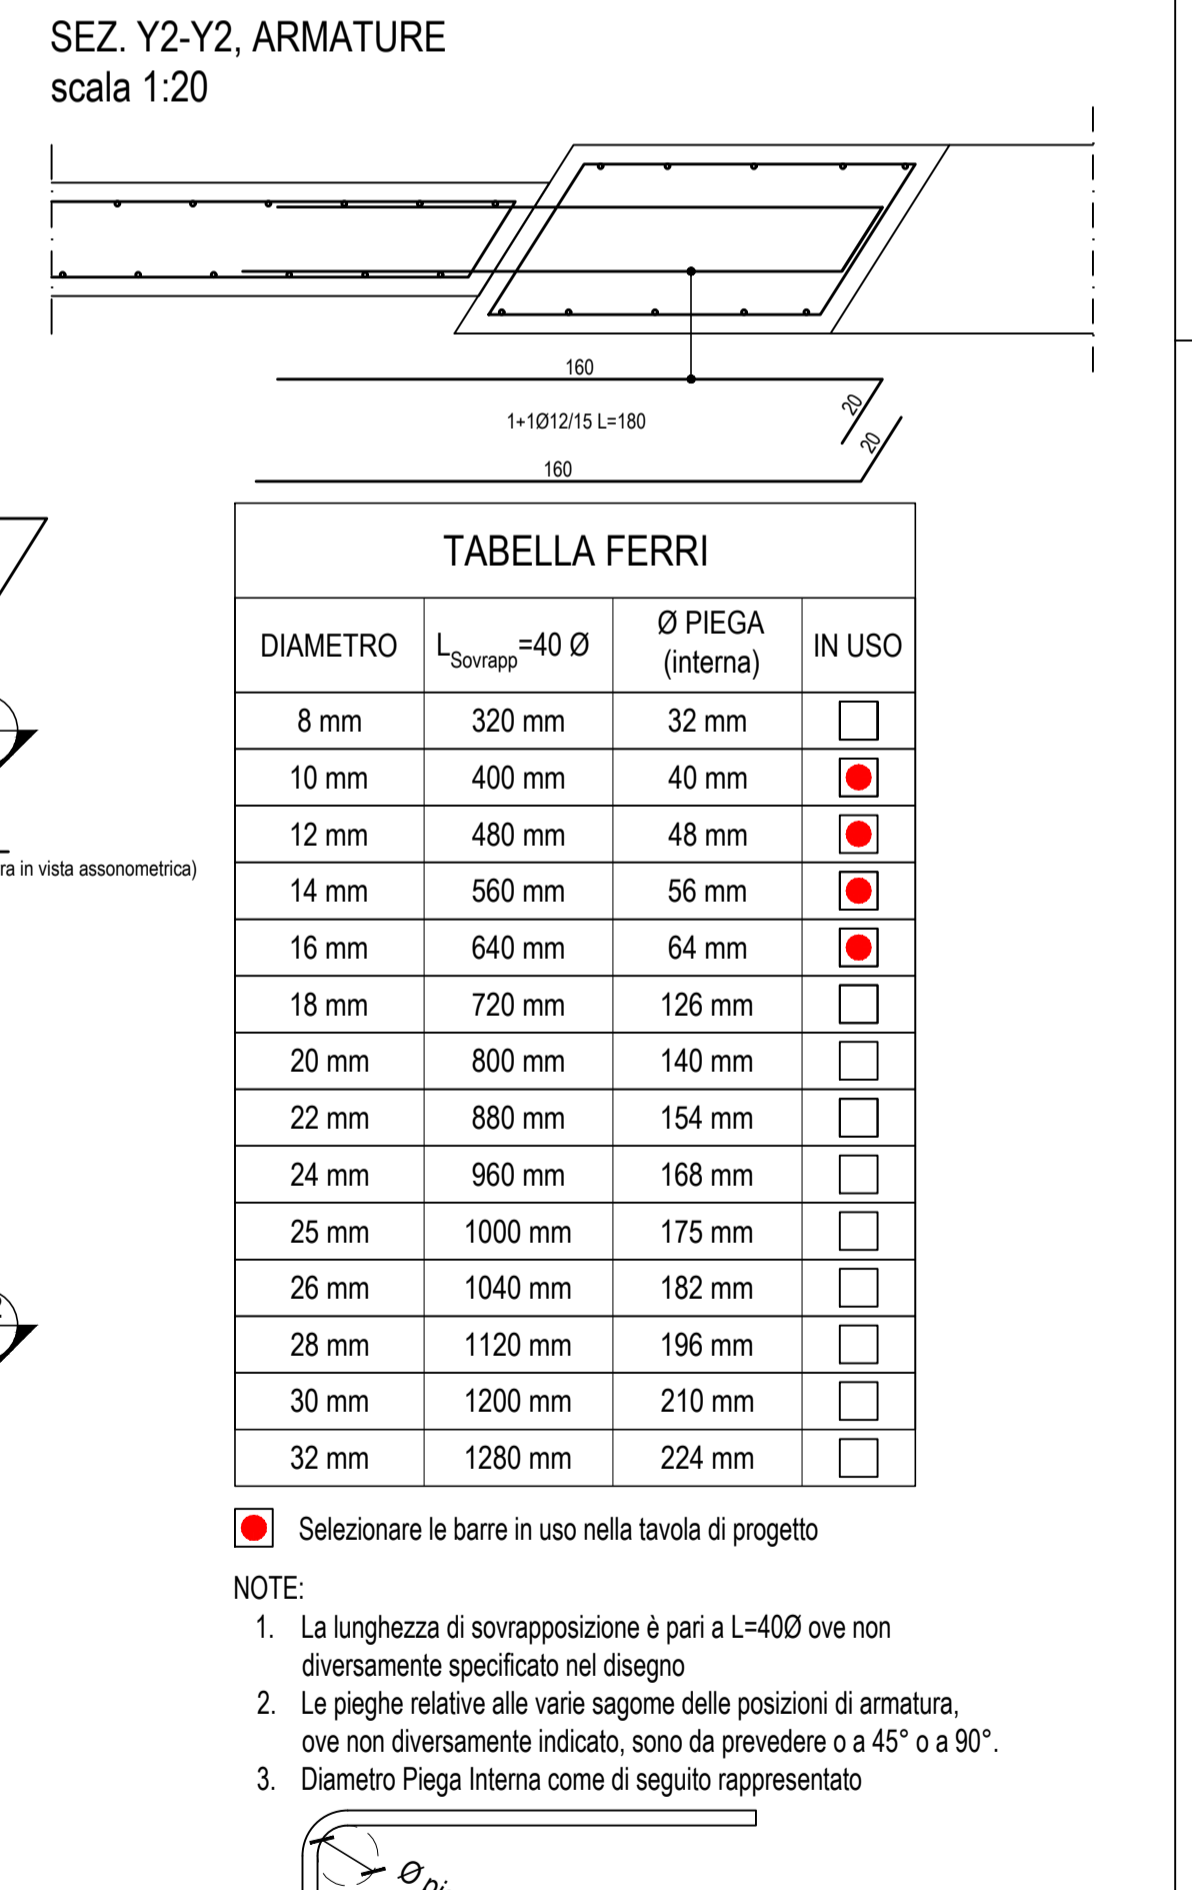 SEZ. Y2-Y2, ARMATURE
scala 1:20
160
20
1+1Ø12/15 L=180
20
160
TABELLA FERRI
DIAMETRO LSovrapp=40 Ø Ø PIEGA (interna) IN USO
8 mm 320 mm 32 mm
10 mm 400 mm 40 mm
12 mm 480 mm 48 mm
ra in vista assonometrica)
14 mm 560 mm 56 mm
16 mm 640 mm 64 mm
18 mm 720 mm 126 mm
20 mm 800 mm 140 mm
22 mm 880 mm 154 mm
24 mm 960 mm 168 mm
25 mm 1000 mm 175 mm
26 mm 1040 mm 182 mm
28 mm 1120 mm 196 mm
30 mm 1200 mm 210 mm
32 mm 1280 mm 224 mm
Selezionare le barre in uso nella tavola di progetto
NOTE:
1. La lunghezza di sovrapposizione è pari a L=40Ø ove non
diversamente specificato nel disegno
2. Le pieghe relative alle varie sagome delle posizioni di armatura,
ove non diversamente indicato, sono da prevedere o a 45° o a 90°.
3. Diametro Piega Interna come di seguito rappresentato
Ø